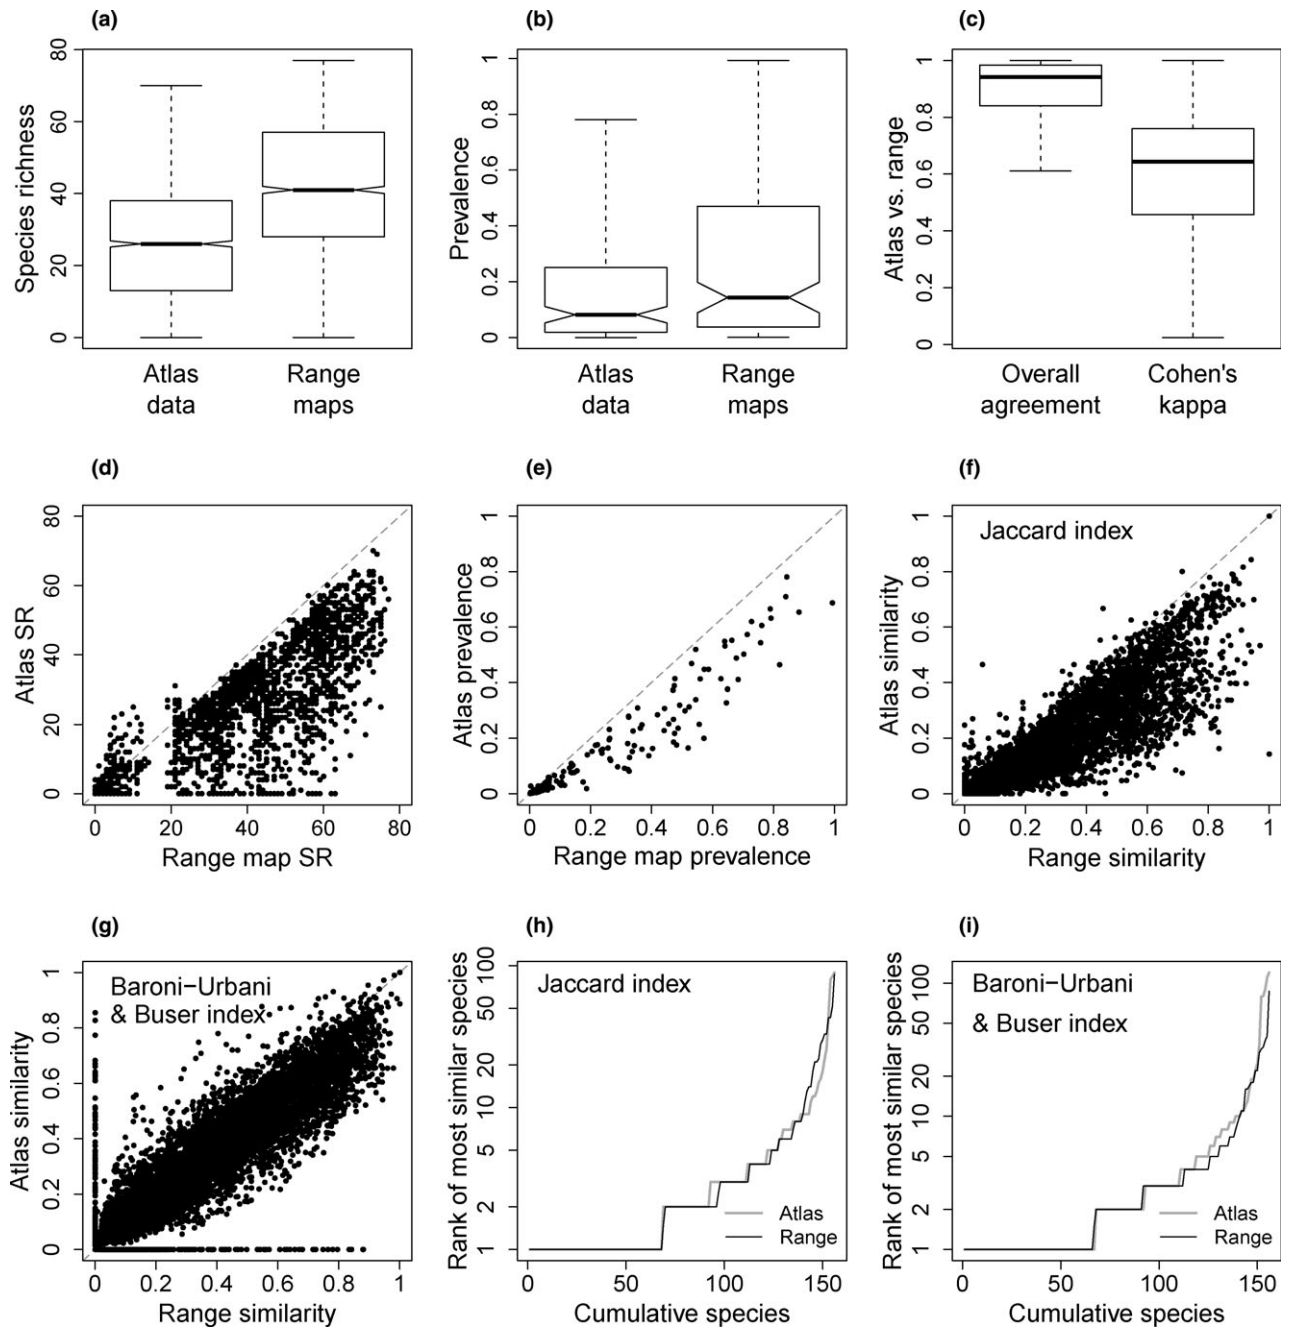 (a)
Species richness
0 20 40 60 80
Atlas
data
Range
maps
(b)
Prevalence
0 0.2 0.4 0.6 0.8 1
Atlas
data
Range
maps
(c)
Atlas vs. range
0 0.2 0.4 0.6 0.8 1
Overall
agreement
Cohen's
kappa
(d)
Atlas SR
0 20 40 60 80
0 20 40 60 80
Range map SR
(e)
Atlas prevalence
0 0.2 0.4 0.6 0.8 1
0 0.2 0.4 0.6 0.8 1
Range map prevalence
(f)
Jaccard index
Atlas similarity
0 0.2 0.4 0.6 0.8 1
0 0.2 0.4 0.6 0.8 1
Range similarity
(g)
Baroni−Urbani
& Buser index
Atlas similarity
0 0.2 0.4 0.6 0.8 1
0 0.2 0.4 0.6 0.8 1
Range similarity
(h)
Jaccard index
Rank of most similar species
1 2 5 10 20 50 100
Atlas
Range
0 50 100 150
Cumulative species
(i)
Baroni−Urbani
& Buser index
Rank of most similar species
1 2 5 10 20 50 100
Atlas
Range
0 50 100 150
Cumulative species